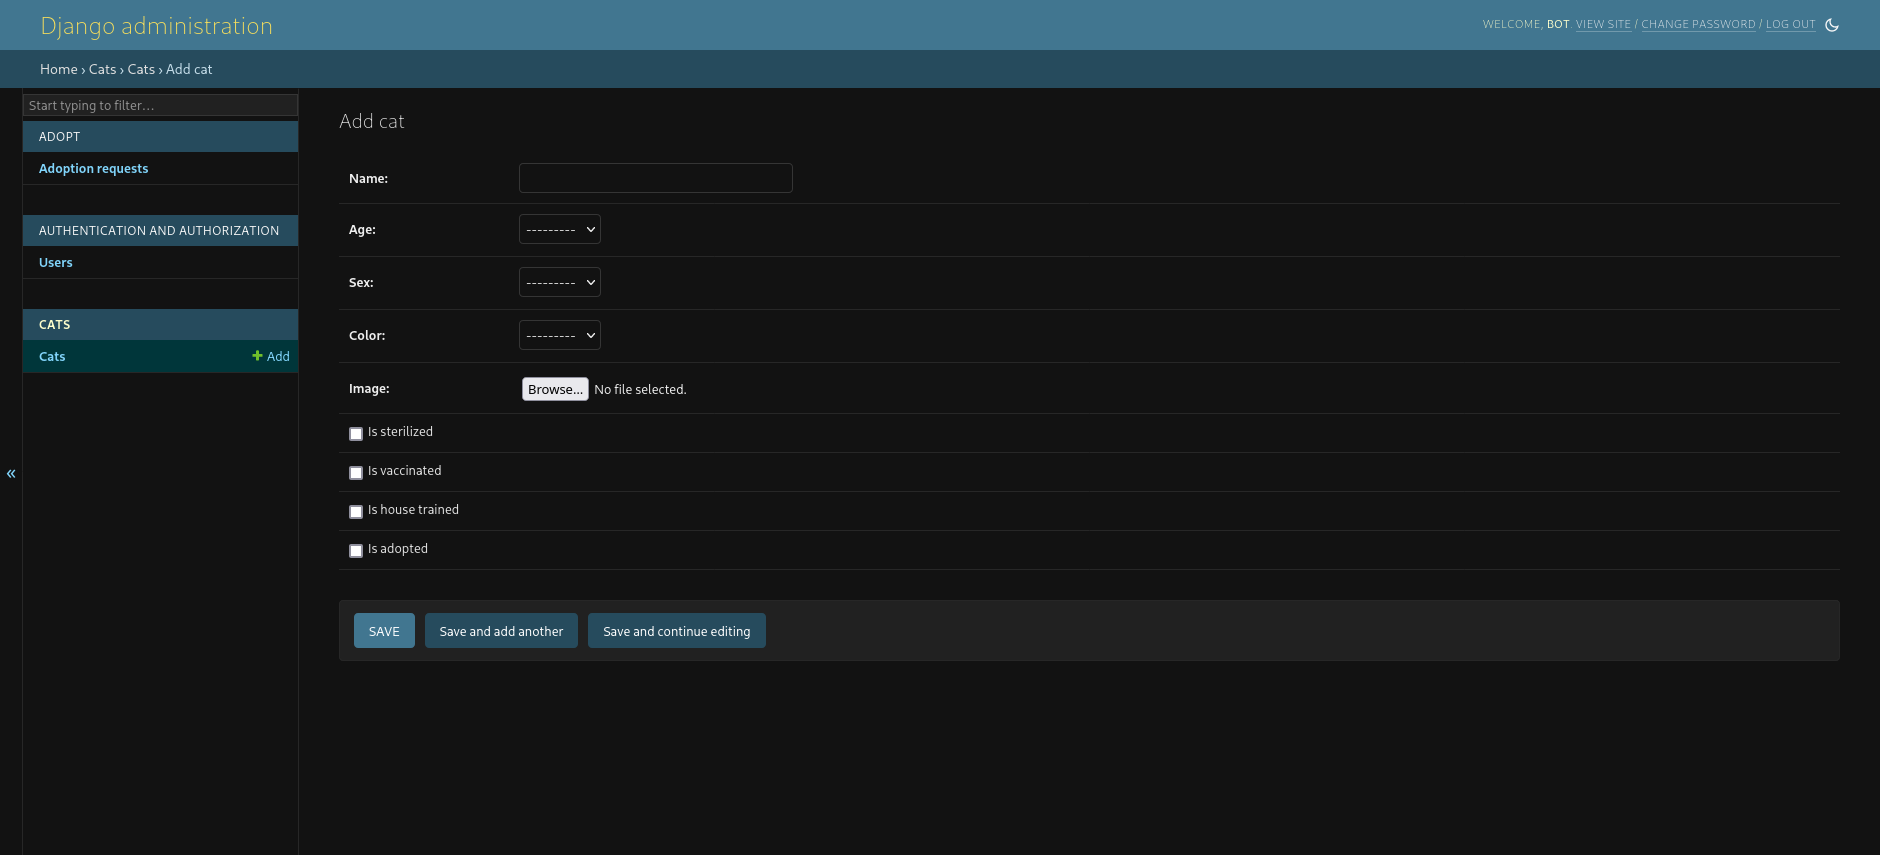 Django administration
WELCOME, BOT. VIEW SITE / CHANGE PASSWORD / LOG OUT
Home › Cats › Cats › Add cat
Start typing to filter...
ADOPT
Adoption requests
AUTHENTICATION AND AUTHORIZATION
Users
CATS
Cats
Add
«
Add cat
Name:
Age:
---------
Sex:
---------
Color:
---------
Image:
Browse... No file selected.
Is sterilized
Is vaccinated
Is house trained
Is adopted
SAVE
Save and add another
Save and continue editing